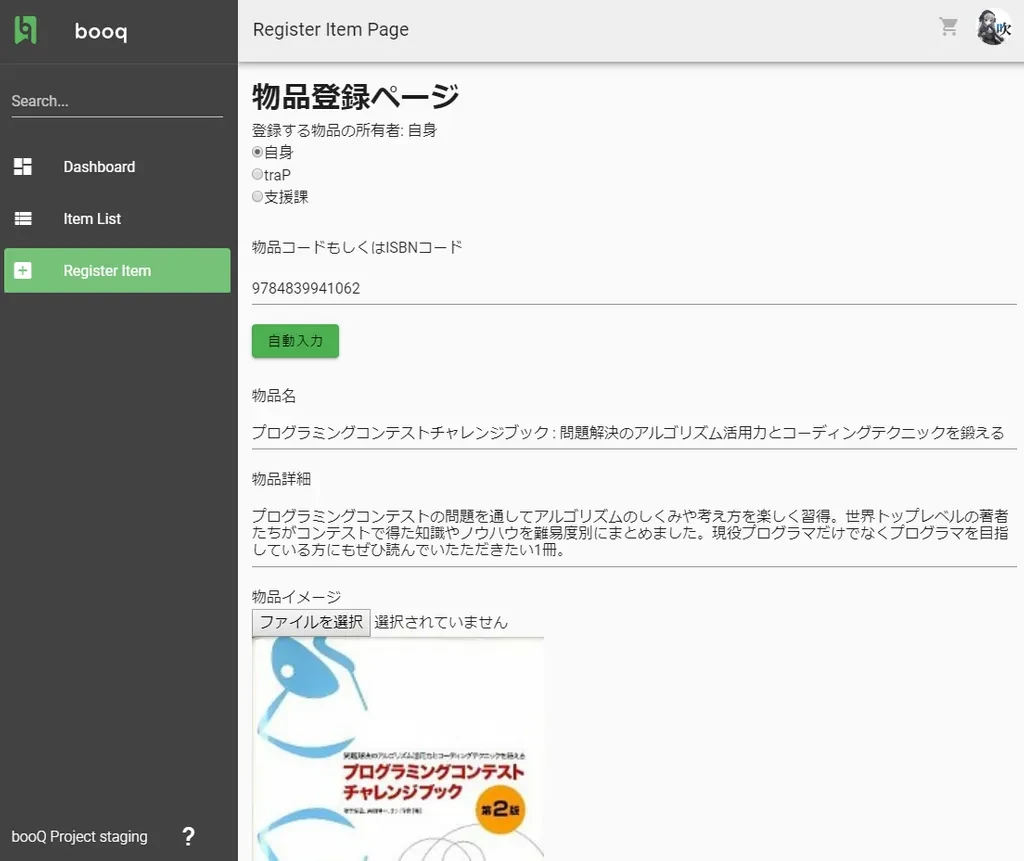 booq
Register Item Page
吹
Search...
Dashboard
Item List
Register Item
物品登録ページ
登録する物品の所有者: 自身
自身
traP
支援課
物品コードもしくはISBNコード
9784839941062
自動入力
物品名
プログラミングコンテストチャレンジブック : 問題解決のアルゴリズム活用力とコーディングテクニックを鍛える
物品詳細
プログラミングコンテストの問題を通してアルゴリズムのしくみや考え方を楽しく習得。世界トップレベルの著者
たちがコンテストで得た知識やノウハウを難易度別にまとめました。現役プログラマだけでなくプログラマを目指
している方にもぜひ読んでいたただきたい1冊。
物品イメージ
ファイルを選択 選択されていません
問題解決のアルゴリズム活用力とコーディングテクニックを鍛える
プログラミングコンテスト
チャレンジブック
第2版
booQ Project staging ?